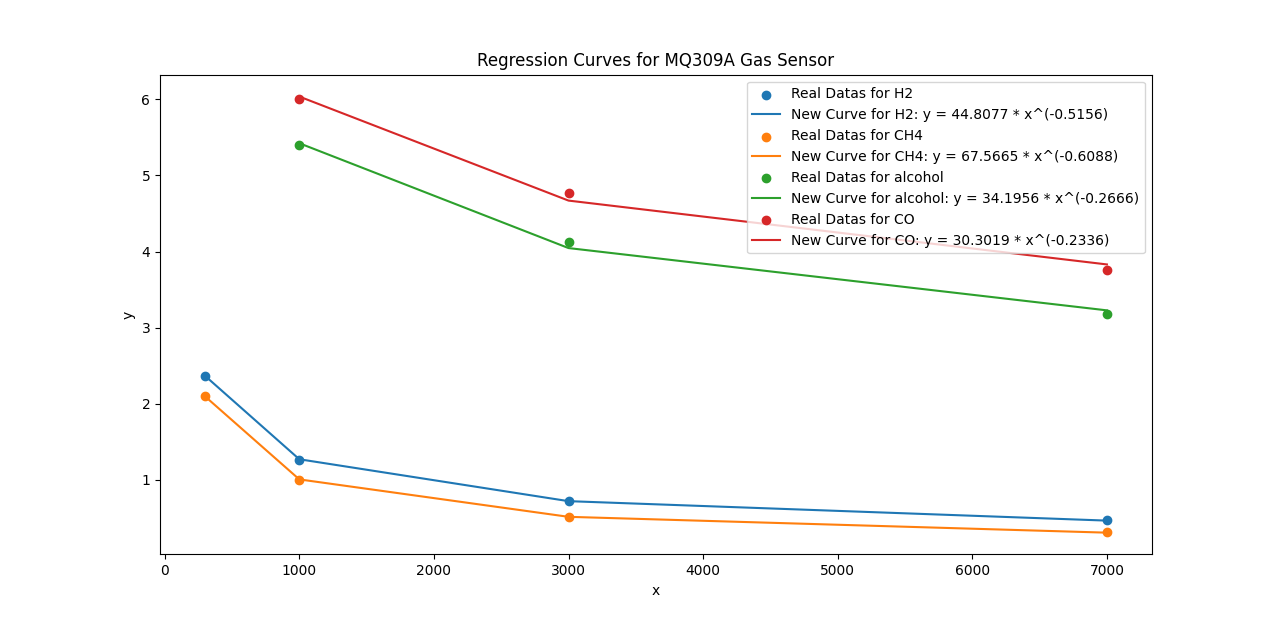 Regression Curves for MQ309A Gas Sensor
Real Datas for H2
New Curve for H2: y = 44.8077 * x^(-0.5156)
Real Datas for CH4
New Curve for CH4: y = 67.5665 * x^(-0.6088)
Real Datas for alcohol
New Curve for alcohol: y = 34.1956 * x^(-0.2666)
Real Datas for CO
New Curve for CO: y = 30.3019 * x^(-0.2336)
y
6
5
4
3
2
1
0 1000 2000 3000 4000 5000 6000 7000
x